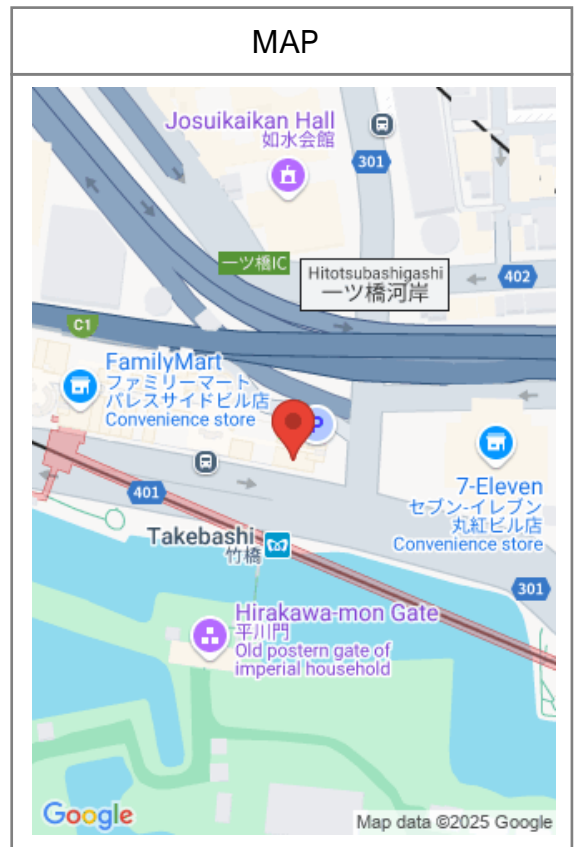 MAP
Josuikaikan Hall
如水会館
301
一ツ橋IC
Hitotsubashigashi
一ツ橋河岸
402
C1
FamilyMart
ファミリーマート
パレスサイドビル店
Convenience store
P
7-Eleven
セブン-イレブン
丸紅ビル店
Convenience store
401
Takebashi
竹橋
301
Hirakawa-mon Gate
平川門
Old postern gate of
imperial household
Google
Map data ©2025 Google